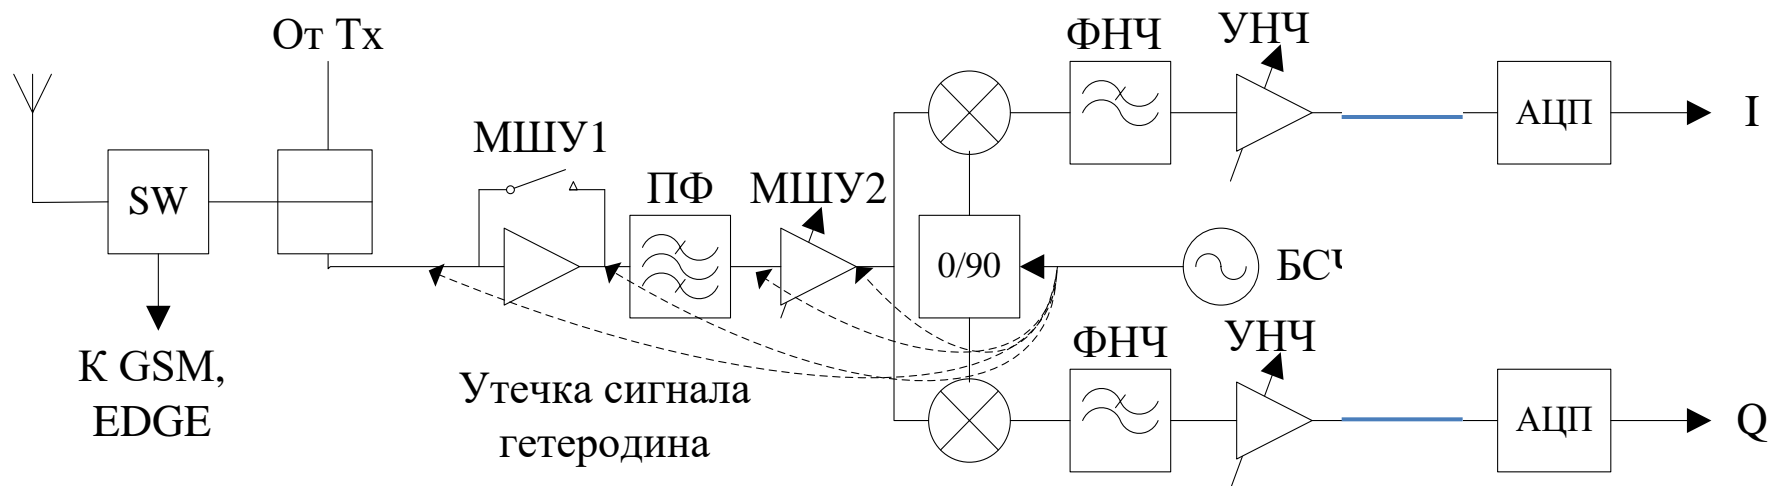 От Tx
ФНЧ
УНЧ
АЦП
I
МШУ1
SW
ПФ
МШУ2
0/90
БСЧ
К GSM,
EDGE
Утечка сигнала
гетеродина
ФНЧ
УНЧ
АЦП
Q